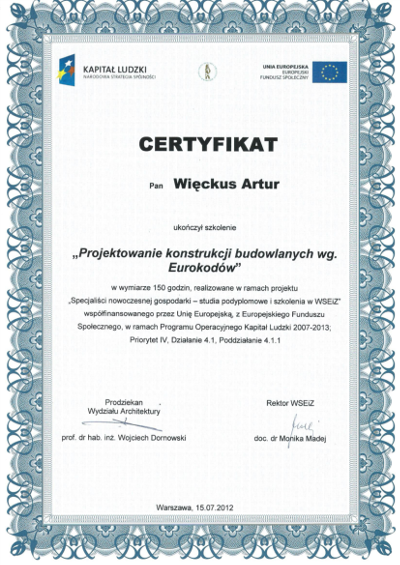 KAPITAŁ LUDZKI
NARODOWA STRATEGIA SPÓJNOŚCI
UNIA EUROPEJSKA
EUROPEJSKI
FUNDUSZ SPOŁECZNY
CERTYFIKAT
Pan Więckus Artur
ukończył szkolenie
„Projektowanie konstrukcji budowlanych wg.
Eurokodów”
w wymiarze 150 godzin, realizowane w ramach projektu
„Specjaliści nowoczesnej gospodarki – studia podyplomowe i szkolenia w WSEiZ”
współfinansowanego przez Unię Europejską, z Europejskiego Funduszu
Społecznego, w ramach Programu Operacyjnego Kapitał Ludzki 2007-2013;
Priorytet IV, Działanie 4.1, Poddziałanie 4.1.1
Prodziekan
Wydziału Architektury
prof. dr hab. inż. Wojciech Dornowski
Rektor WSEiZ
doc. dr Monika Madej
Warszawa, 15.07.2012